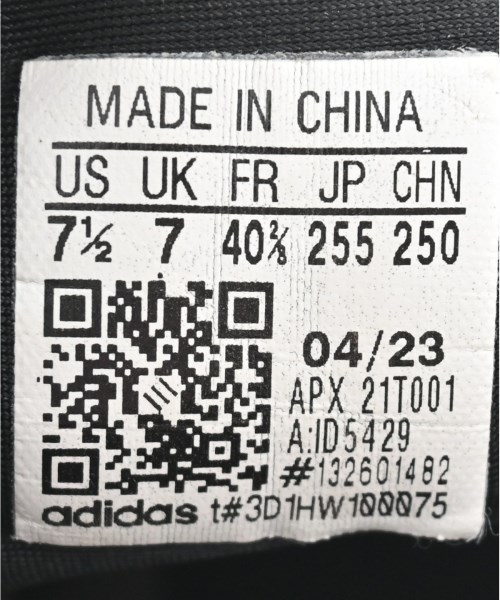 MADE IN CHINA
US UK FR JP CHN
7½ 7 40⅔ 255 250
04/23
APX 21T001
A:ID5429
#132601482
adidas t#3D1HW100075